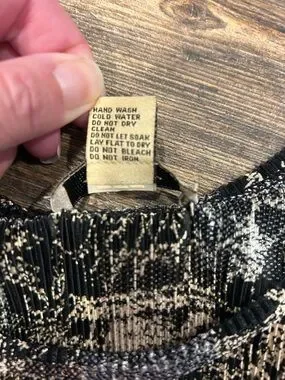 HAND WASH
COLD WATER
DO NOT DRY
CLEAN
DO NOT LET SOAK
LAY FLAT TO DRY
DO NOT BLEACH
DO NOT IRON